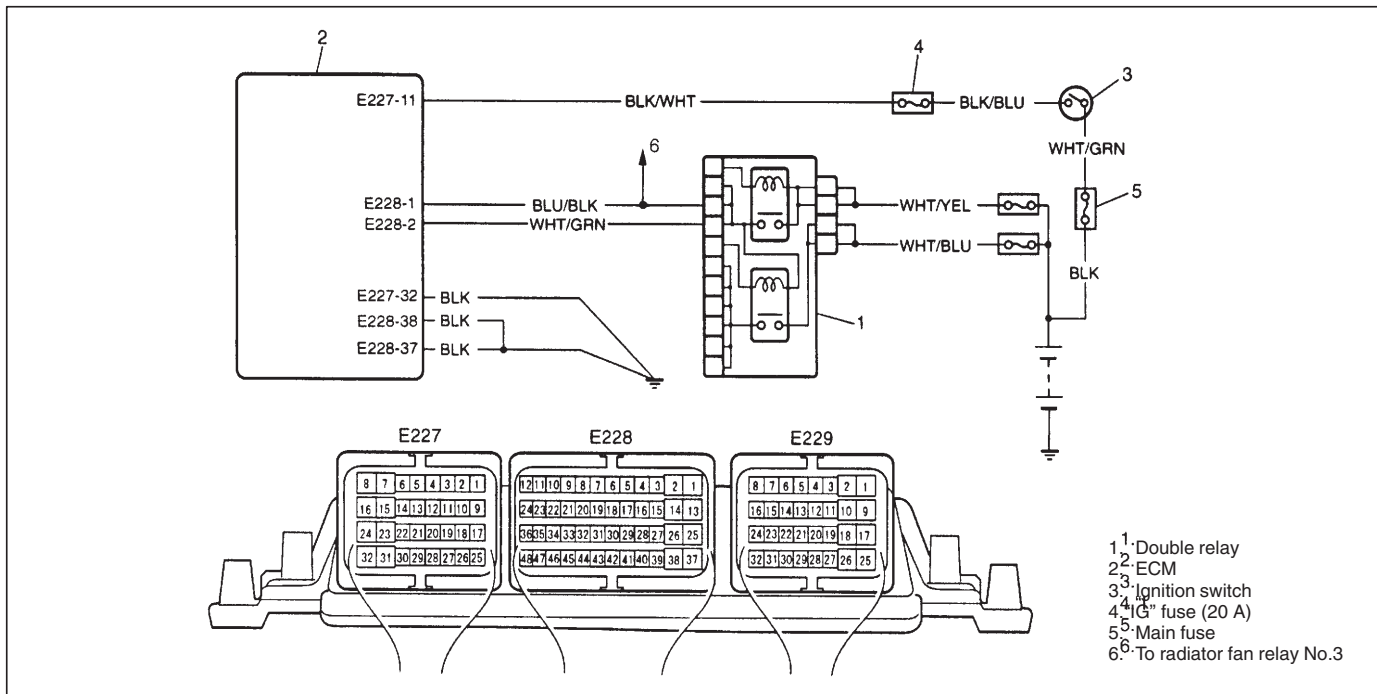 2
4
3
E227-11
BLK/WHT
BLK/BLU
6
WHT/GRN
E228-1
BLU/BLK
WHT/YEL
5
E228-2
WHT/GRN
WHT/BLU
BLK
E227-32
BLK
E228-38
BLK
1
E228-37
BLK
E227
E228
E229
8 7 6 5 4 3 2 1
12 11 10 9 8 7 6 5 4 3 2 1
8 7 6 5 4 3 2 1
16 15 14 13 12 11 10 9
24 23 22 21 20 19 18 17 16 15 14 13
16 15 14 13 12 11 10 9
24 23 22 21 20 19 18 17
36 35 34 33 32 31 30 29 28 27 26 25
24 23 22 21 20 19 18 17
32 31 30 29 28 27 26 25
48 47 46 45 44 43 42 41 40 39 38 37
32 31 30 29 28 27 26 25
1. Double relay
2. ECM
3. Ignition switch
4. "IG" fuse (20 A)
5. Main fuse
6. To radiator fan relay No.3